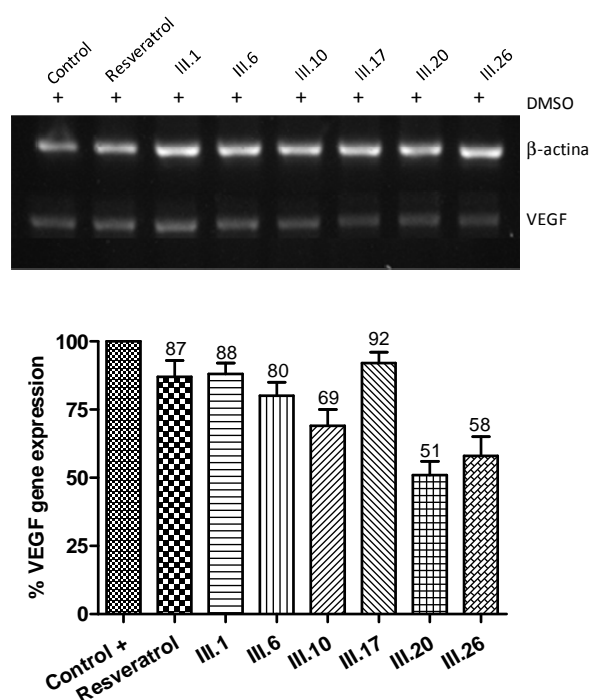 Control Resveratrol III.1 III.6 III.10 III.17 III.20 III.26
+ + + + + + + + DMSO
β-actina
VEGF
% VEGF gene expression
100
75
50
25
0
87 88 80 69 92 51 58
Control + Resveratrol III.1 III.6 III.10 III.17 III.20 III.26